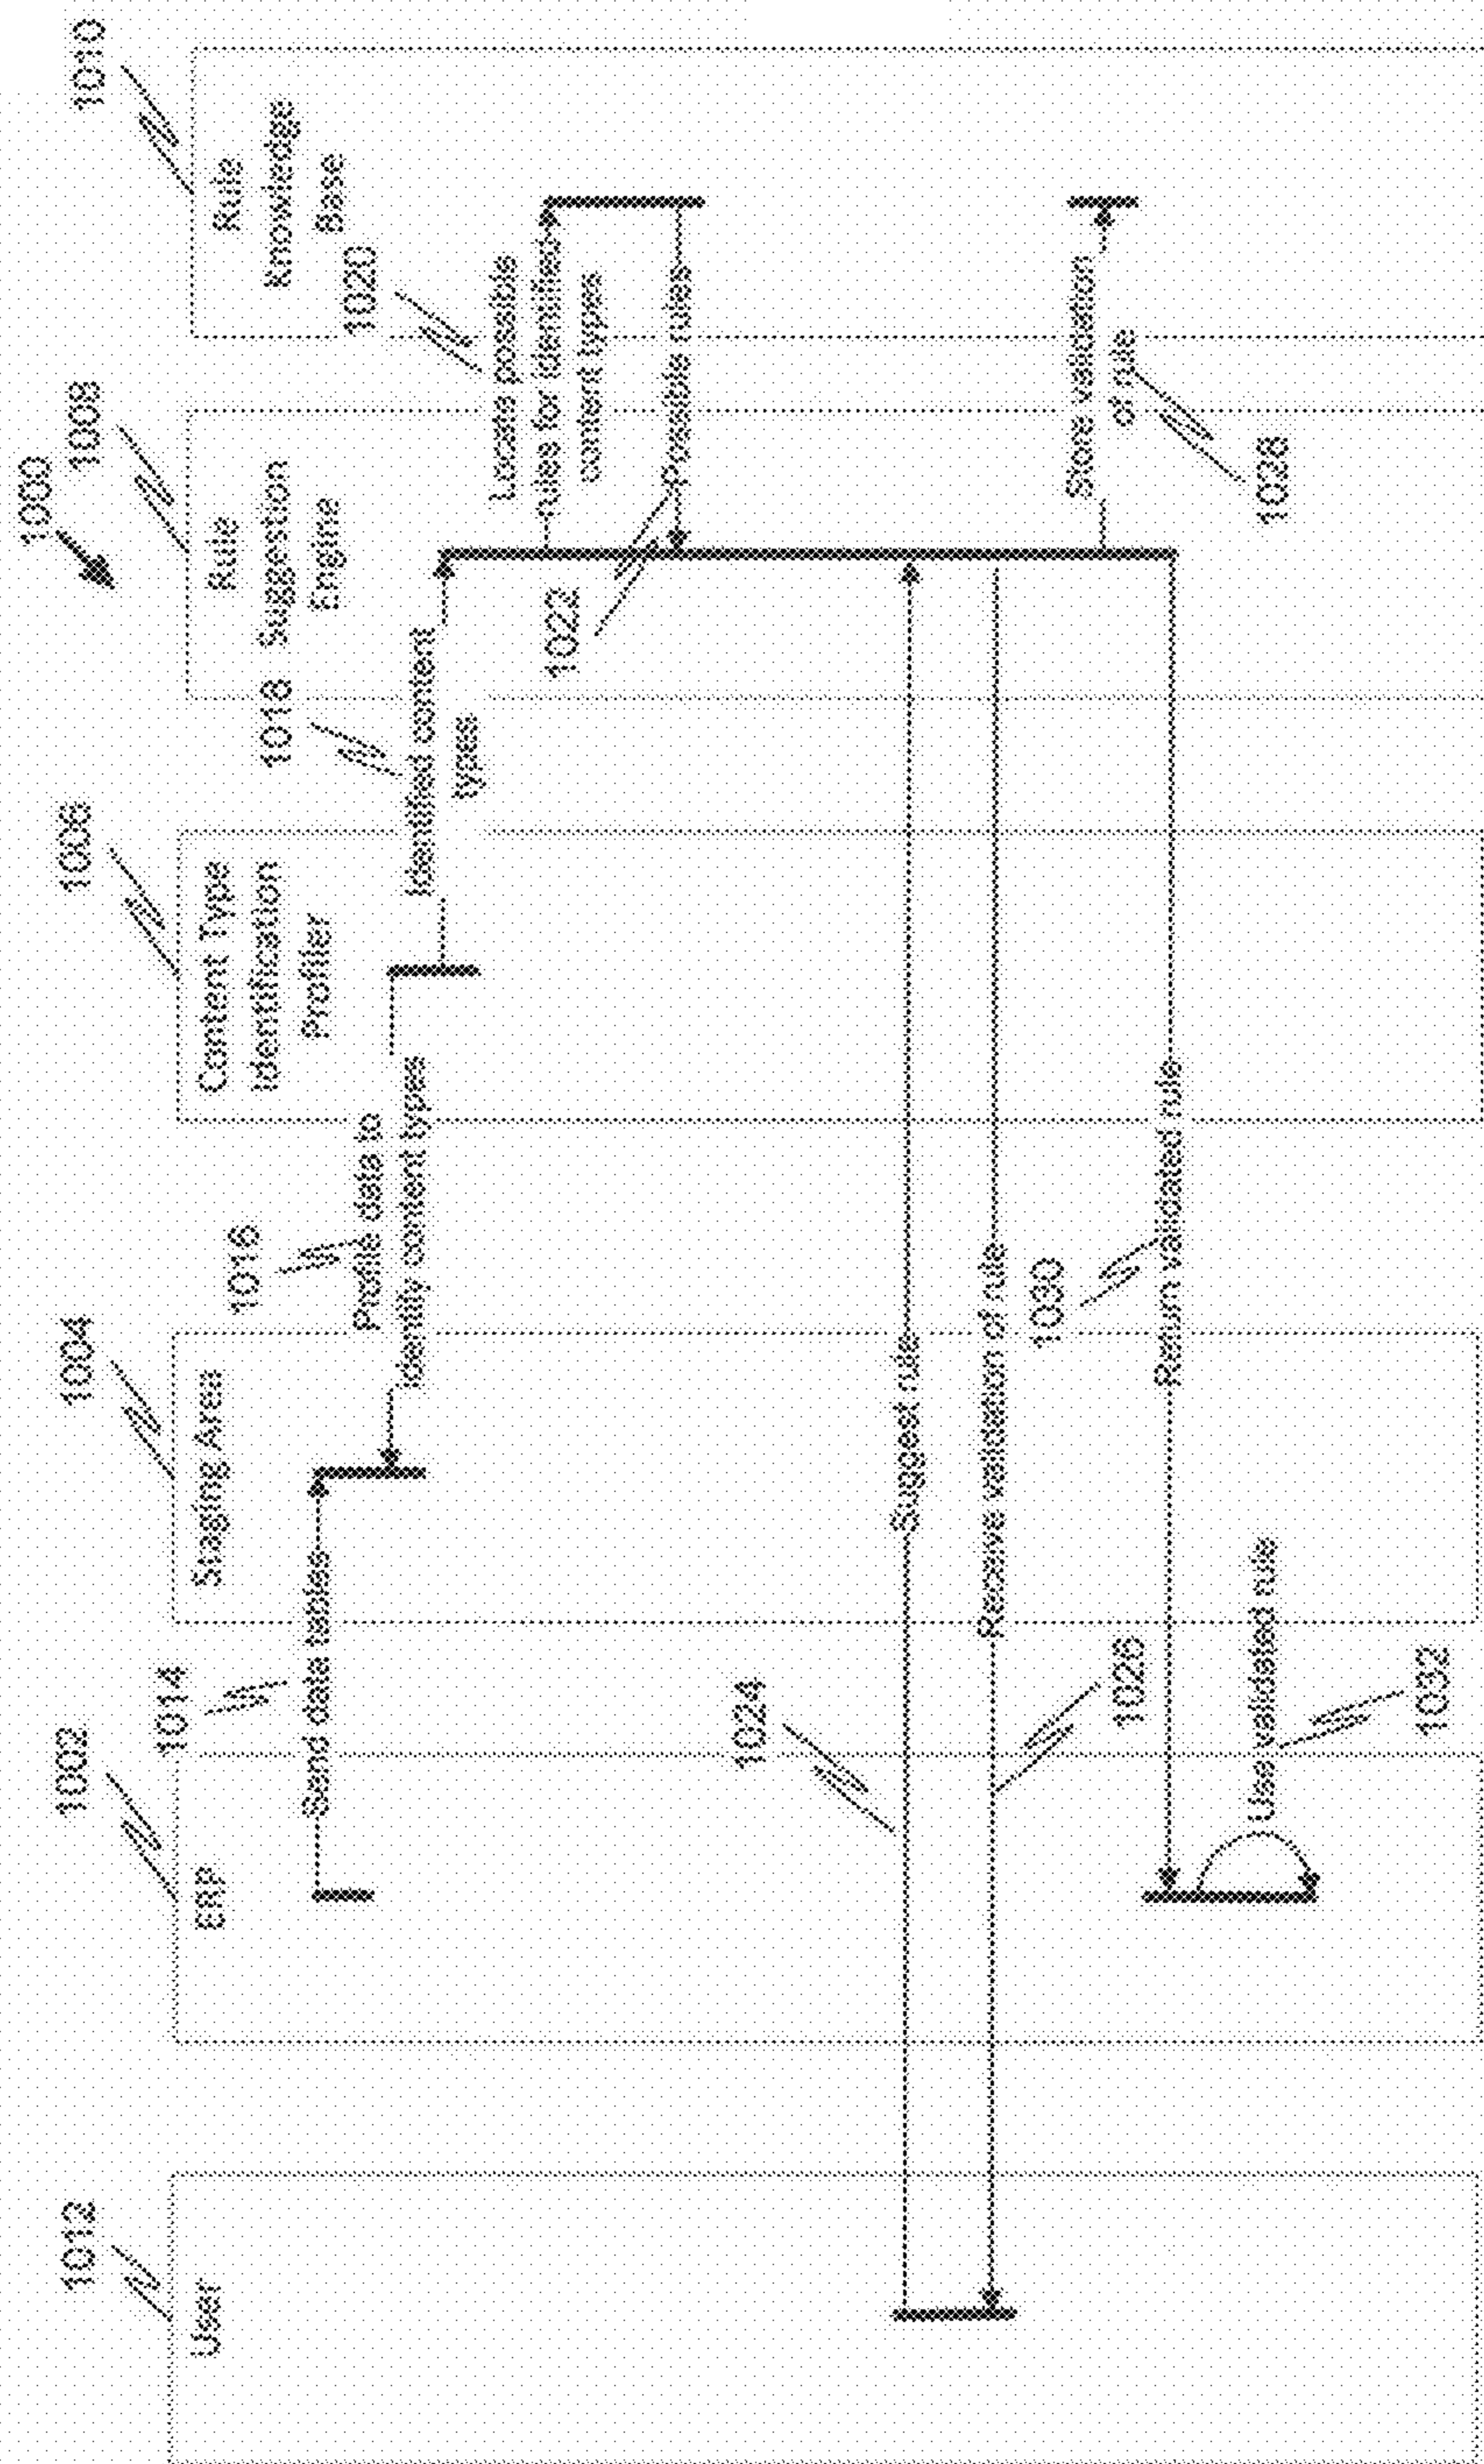 1000
1012
1002
1004
1006
1008
1010
User
ERP
Staging Area
Content Type
Identification
Profiler
Rule
Suggestion
Engine
Rule
Knowledge
Base
1014
Send data tables
1016
Profile data to
identify content types
1018
Identified content
types
1020
Locate possible
rules for identified
content types
1022
Possible rules
1024
Suggest rule
Receive validation of rule
1026
Store validation
of rule
1028
1030
Return validated rule
Use validated rule
1032